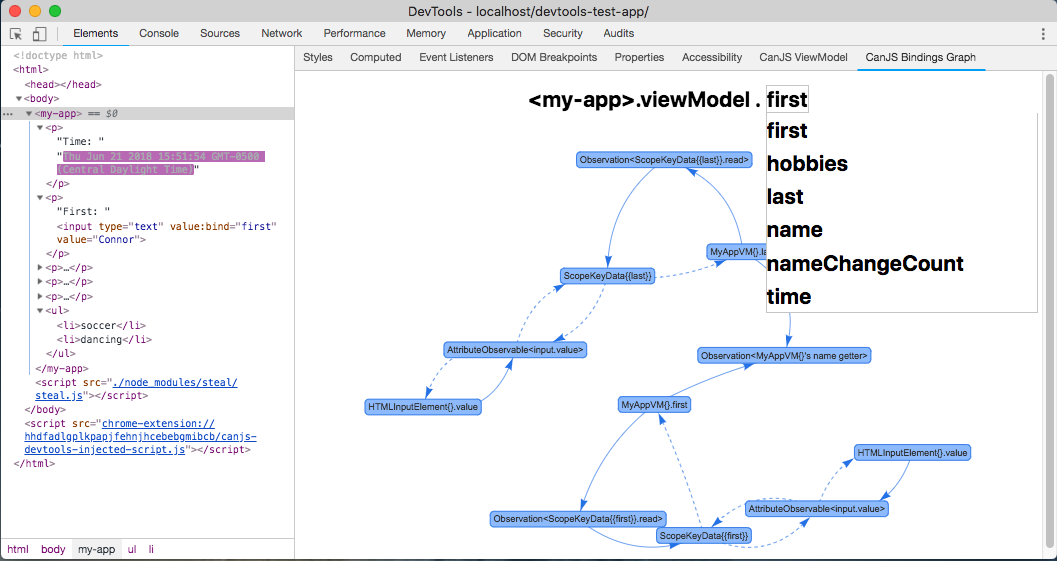 DevTools - localhost/devtools-test-app/
Elements Console Sources Network Performance Memory Application Security Audits
<!doctype html>
<html>
<head></head>
<body>
<my-app> == $0
<p>
"Time: "
"Thu Jun 21 2018 15:51:54 GMT-0500
(Central Daylight Time)"
</p>
<p>
"First: "
<input type="text" value:bind="first"
value="Connor">
</p>
<p>…</p>
<p>…</p>
<p>…</p>
<ul>
<li>soccer</li>
<li>dancing</li>
</ul>
</my-app>
<script src="./node_modules/steal/
steal.js"></script>
</body>
<script src="chrome-extension://
hhdfadlgplkpapjfehnjhcebebgmibcb/canjs-
devtools-injected-script.js"></script>
</html>
html body my-app ul li
Styles Computed Event Listeners DOM Breakpoints Properties Accessibility CanJS ViewModel CanJS Bindings Graph
<my-app>.viewModel . first
first
hobbies
last
name
nameChangeCount
time
Observation<ScopeKeyData{{last}}.read>
MyAppVM{}.la
ScopeKeyData{{last}}
AttributeObservable<input.value>
Observation<MyAppVM{}'s name getter>
HTMLInputElement{}.value
MyAppVM{}.first
HTMLInputElement{}.value
AttributeObservable<input.value>
Observation<ScopeKeyData{{first}}.read>
ScopeKeyData{{first}}